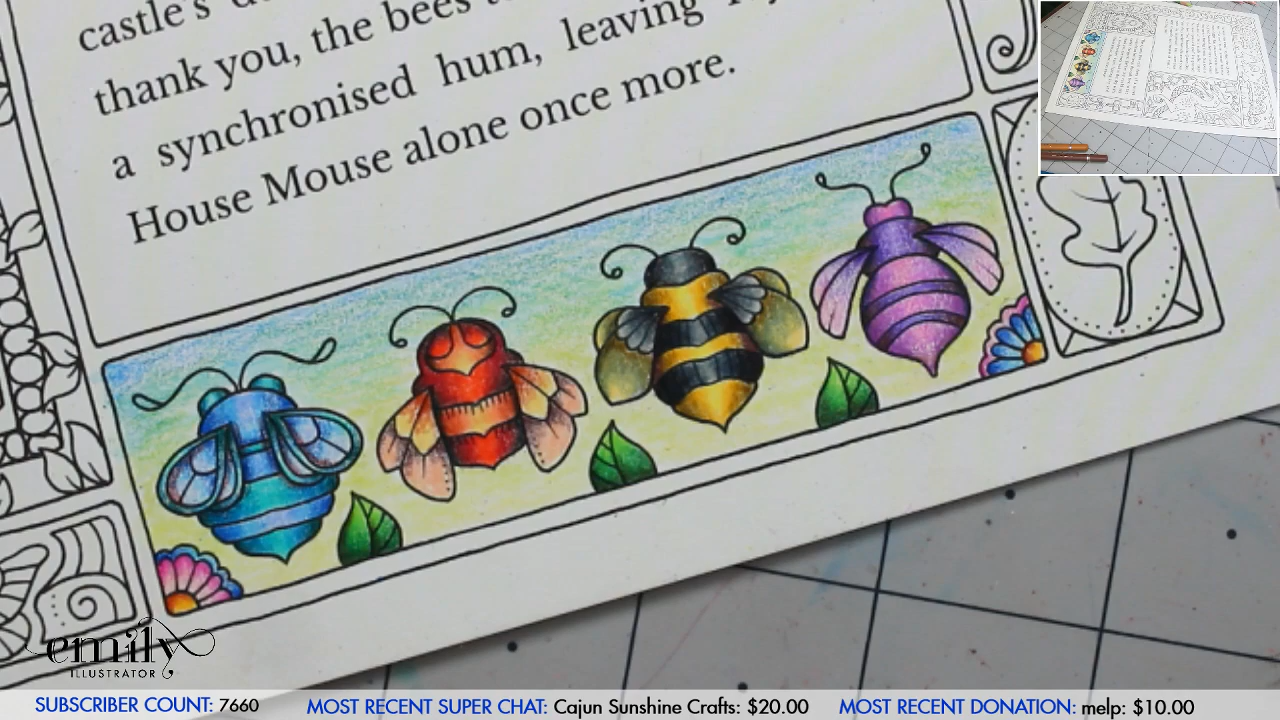 castle's
thank you, the bees
a synchronised hum, leaving
House Mouse alone once more.
emily
ILLUSTRATOR
SUBSCRIBER COUNT: 7660 MOST RECENT SUPER CHAT: Cajun Sunshine Crafts: $20.00 MOST RECENT DONATION: melp: $10.00